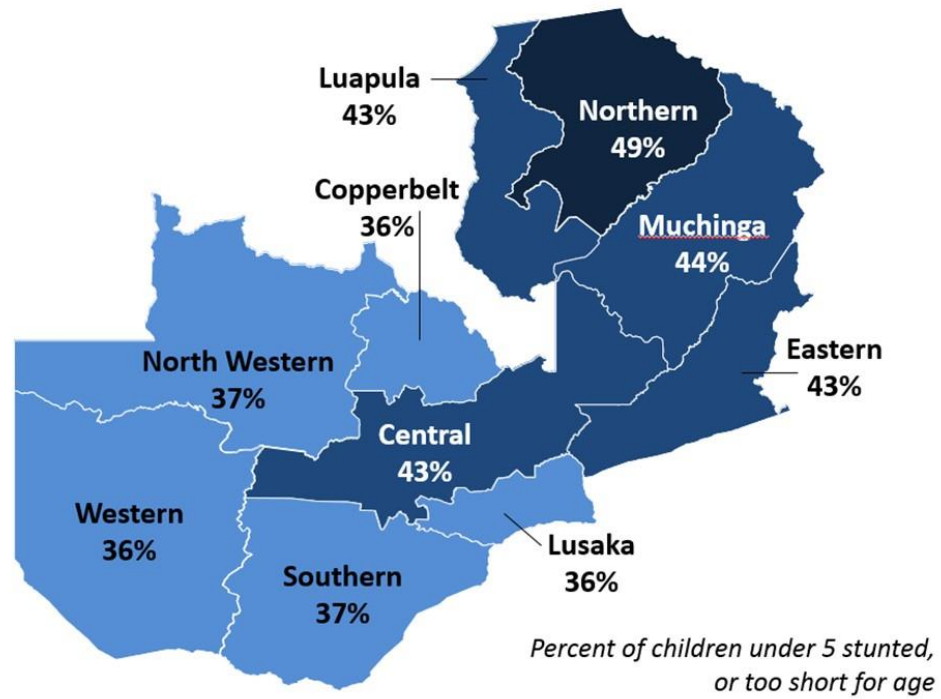 Luapula
43%
Northern
49%
Copperbelt
36%
Muchinga
44%
North Western
37%
Eastern
43%
Central
43%
Western
36%
Lusaka
36%
Southern
37%
Percent of children under 5 stunted,
or too short for age